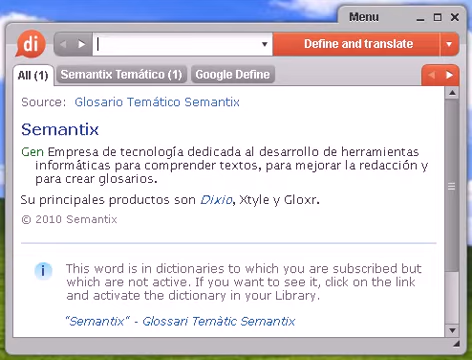 Menu
di
Define and translate
All (1)
Semantix Temático (1)
Google Define
Source: Glosario Temático Semantix
Semantix
Gen Empresa de tecnología dedicada al desarrollo de herramientas
informáticas para comprender textos, para mejorar la redacción y
para crear glosarios.
Su principales producto son Dixio, Xtyle y Gloxr.
© 2010 Semantix
This word is in dictionaries to which you are subscribed but
which are not active. If you want to see it, click on the link
and activate the dictionary in your Library.
"Semantix" - Glossari Temàtic Semantix